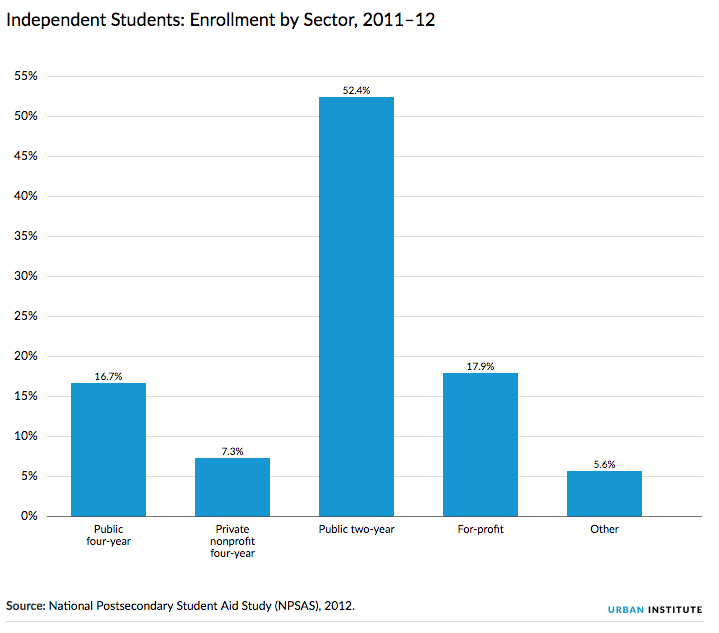 Independent Students: Enrollment by Sector, 2011–12
55%
50%
45%
40%
35%
30%
25%
20%
15%
10%
5%
0%
16.7%
7.3%
52.4%
17.9%
5.6%
Public
four-year
Private
nonprofit
four-year
Public two-year
For-profit
Other
Source: National Postsecondary Student Aid Study (NPSAS), 2012.
URBAN INSTITUTE